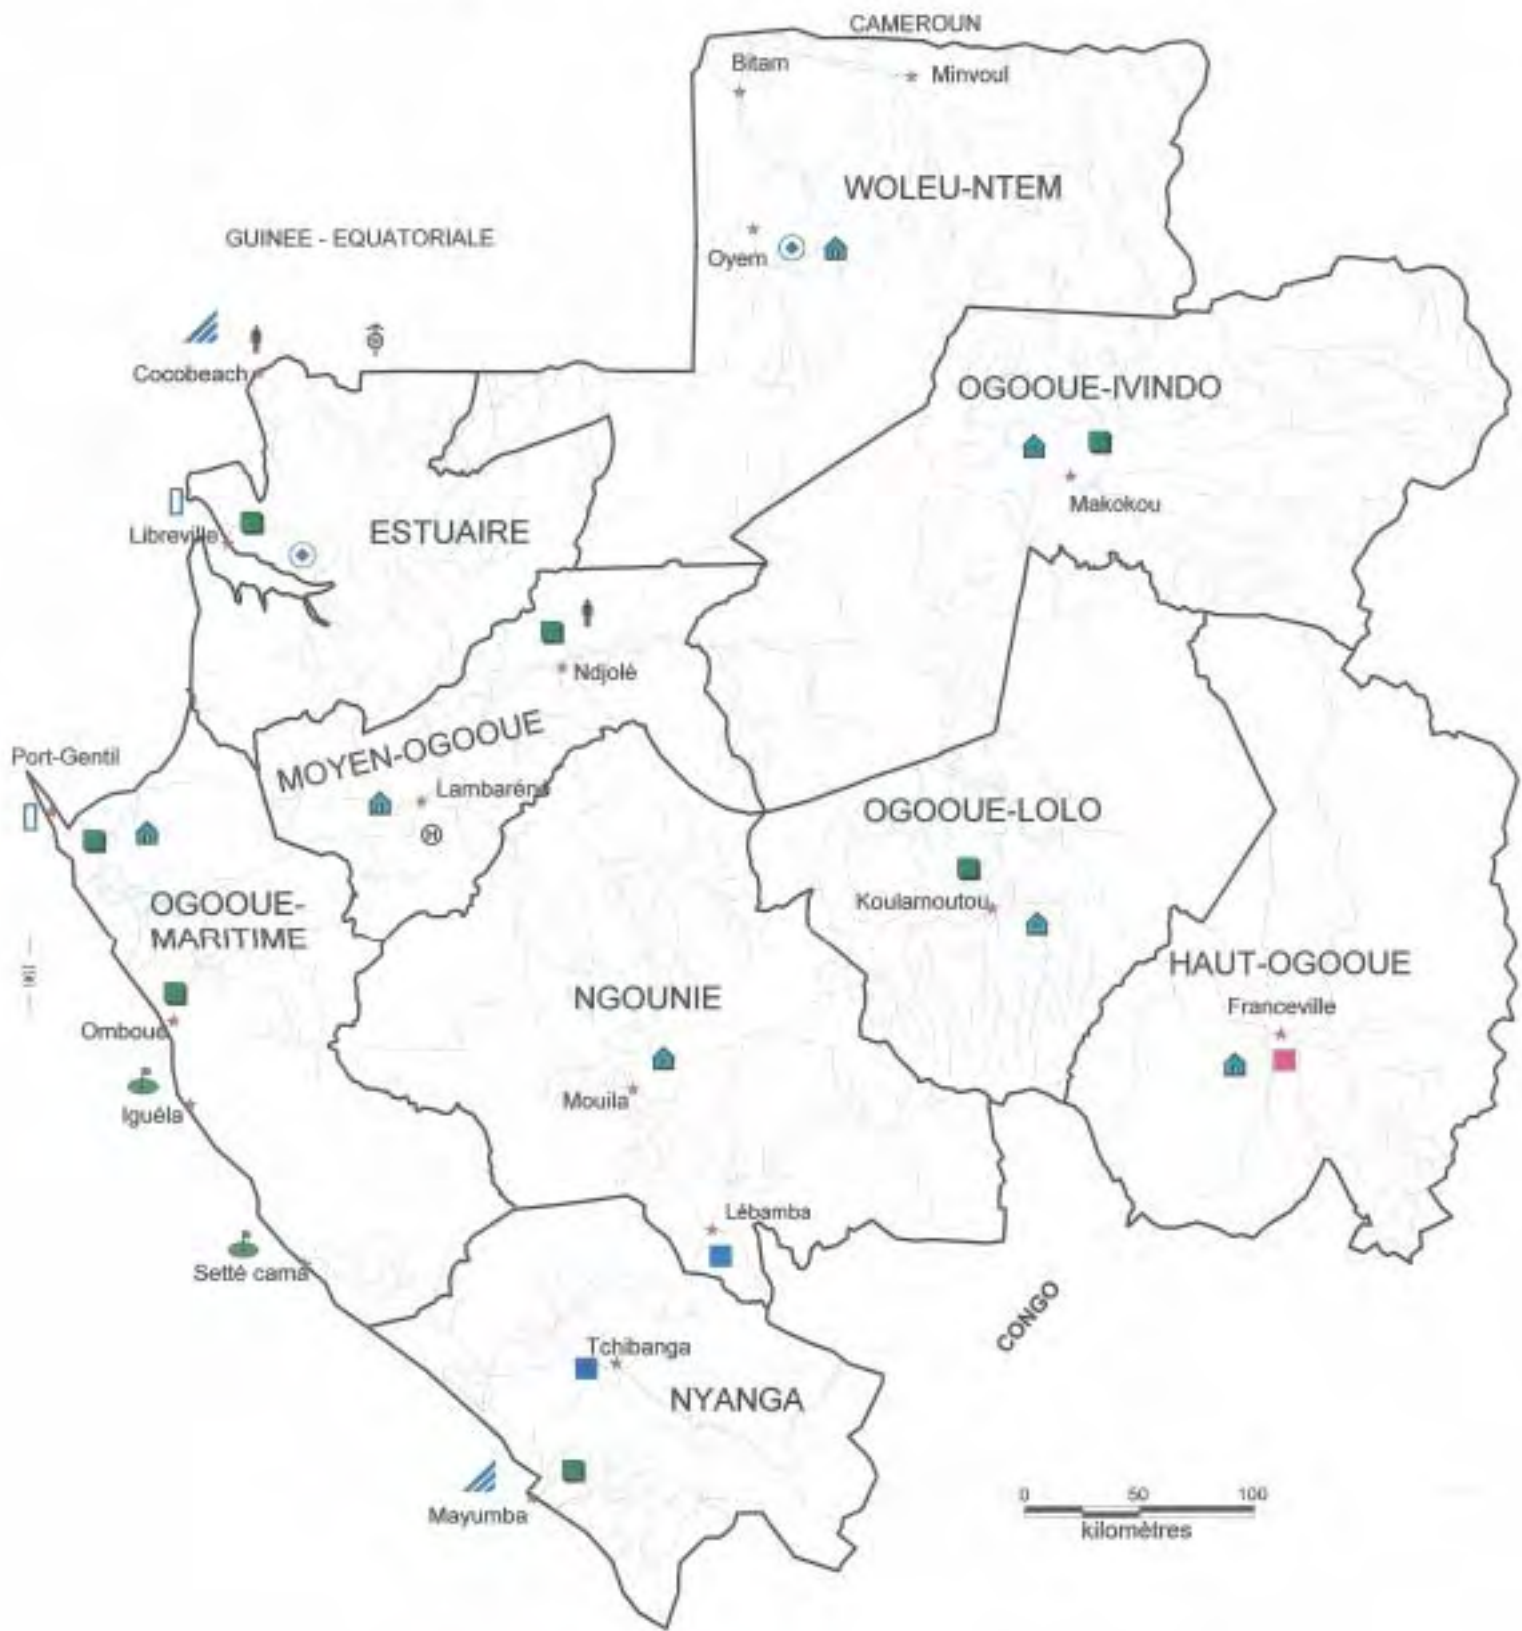 CAMEROUN
Bitam
Minvoul
WOLEU-NTEM
GUINEE - EQUATORIALE
Oyem
Cocobeach
OGOOUE-IVINDO
Makokou
Libreville
ESTUAIRE
Ndjolé
MOYEN-OGOOUE
Port-Gentil
Lambaréné
OGOOUE-LOLO
OGOOUE-
MARITIME
Koulamoutou
HAUT-OGOOUE
NGOUNIE
Franceville
Omboué
Iguéla
Mouila
Lébamba
Setté cama
CONGO
Tchibanga
NYANGA
Mayumba
0 50 100
kilomètres